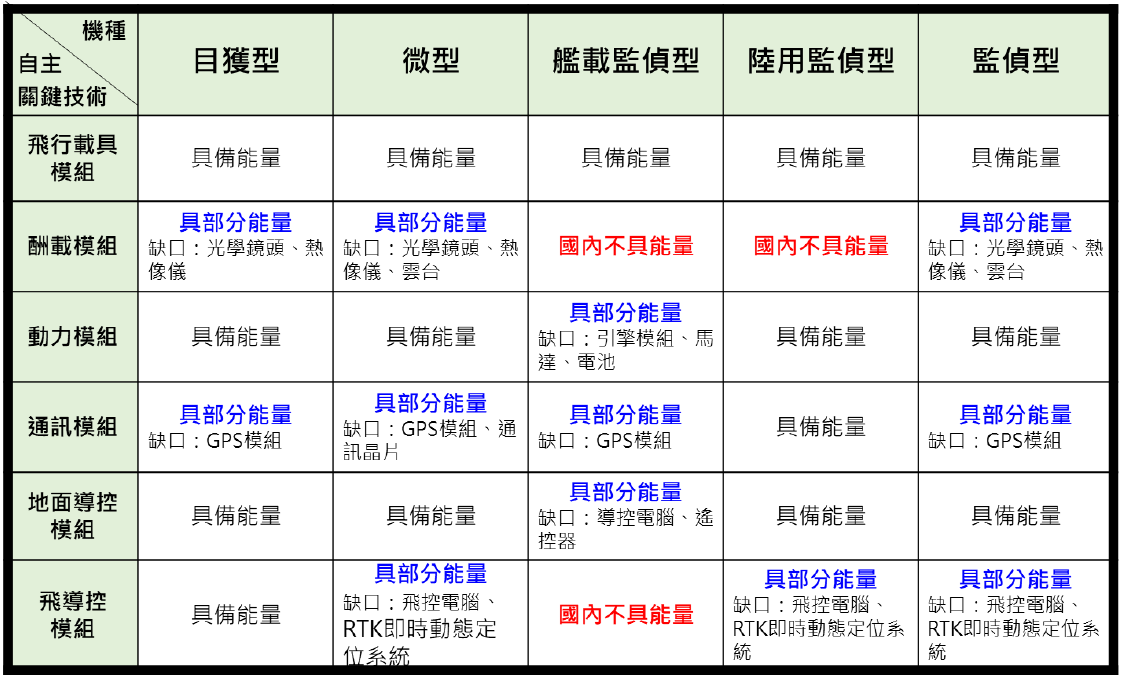 機種
自主
關鍵技術
目獲型
微型
艦載監偵型
陸用監偵型
監偵型
飛行載具
模組
具備能量
具備能量
具備能量
具備能量
具備能量
酬載模組
具部分能量
缺口：光學鏡頭、熱
像儀
具部分能量
缺口：光學鏡頭、熱
像儀、雲台
國內不具能量
國內不具能量
具部分能量
缺口：光學鏡頭、熱
像儀、雲台
動力模組
具備能量
具備能量
具部分能量
缺口：引擎模組、馬
達、電池
具備能量
具備能量
通訊模組
具部分能量
缺口：GPS模組
具部分能量
缺口：GPS模組、通
訊晶片
具部分能量
缺口：GPS模組
具備能量
具部分能量
缺口：GPS模組
地面導控
模組
具備能量
具備能量
具部分能量
缺口：導控電腦、遙
控器
具備能量
具備能量
飛導控
模組
具備能量
具部分能量
缺口：飛控電腦、
RTK即時動態定
位系統
國內不具能量
具部分能量
缺口：飛控電腦、
RTK即時動態定位系
統
具部分能量
缺口：飛控電腦、
RTK即時動態定位系
統